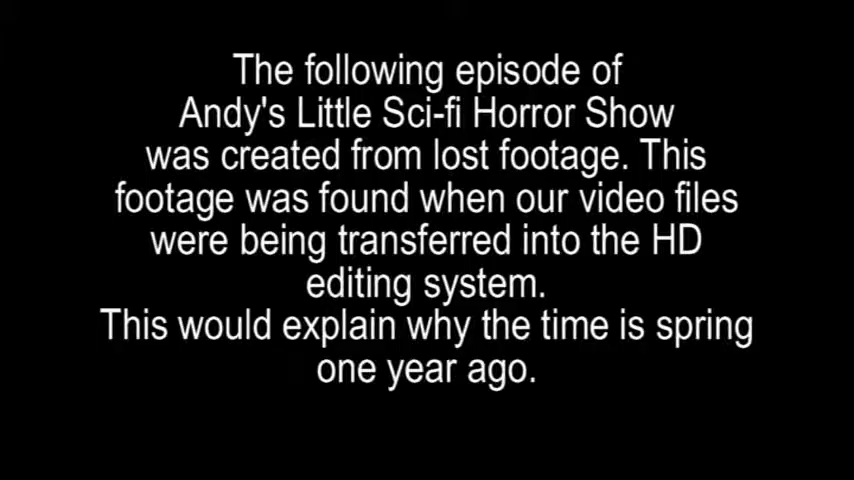 The following episode of
Andy's Little Sci-fi Horror Show
was created from lost footage. This
footage was found when our video files
were being transferred into the HD
editing system.
This would explain why the time is spring
one year ago.